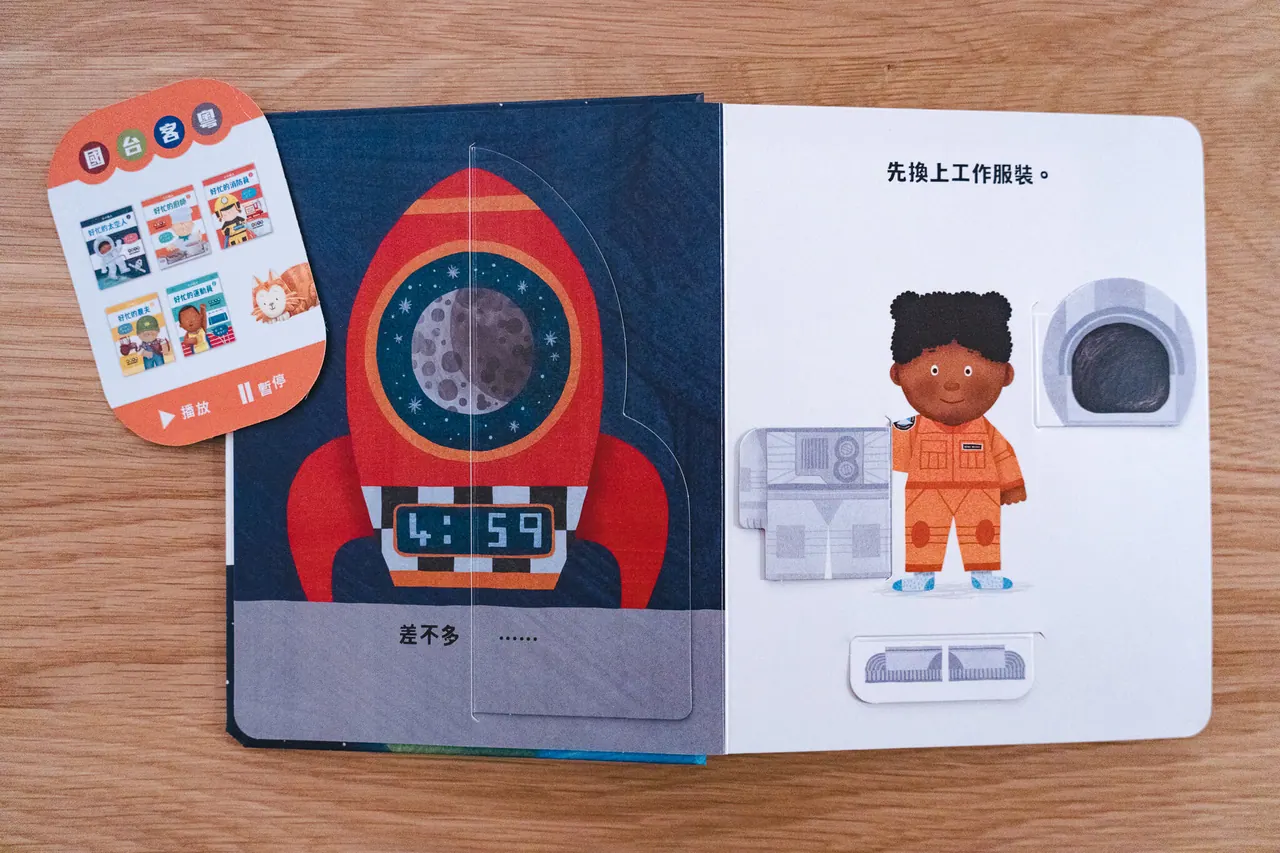 國台客粵
好忙的太空人
好忙的廚師
好忙的消防員
好忙的農夫
好忙的運動員
播放
暫停
4:59
差不多 ......
先換上工作服裝。